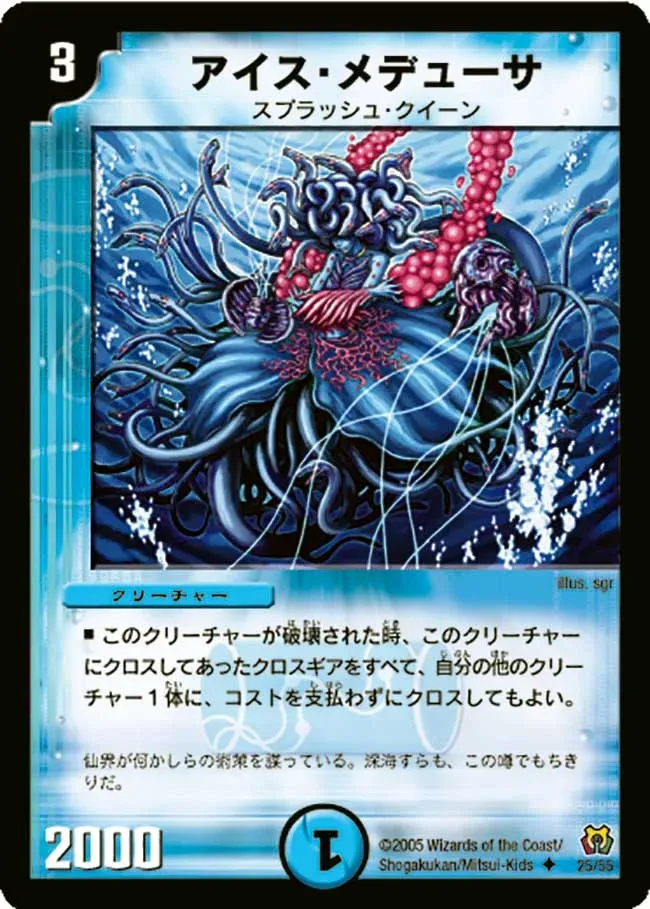 3
アイス・メデューサ
スプラッシュ・クイーン
illus. sgr
クリーチャー
■ このクリーチャーが破壊された時、このクリーチャー
にクロスしてあったクロスギアをすべて、自分の他のクリー
チャー1体に、コストを支払わずにクロスしてもよい。
仙界が何かしらの術策を謀っている。深海すらも、この噂でもちき
りだ。
2000
1
©2005 Wizards of the Coast/
Shogakukan/Mitsui-Kids ◆ 25/55